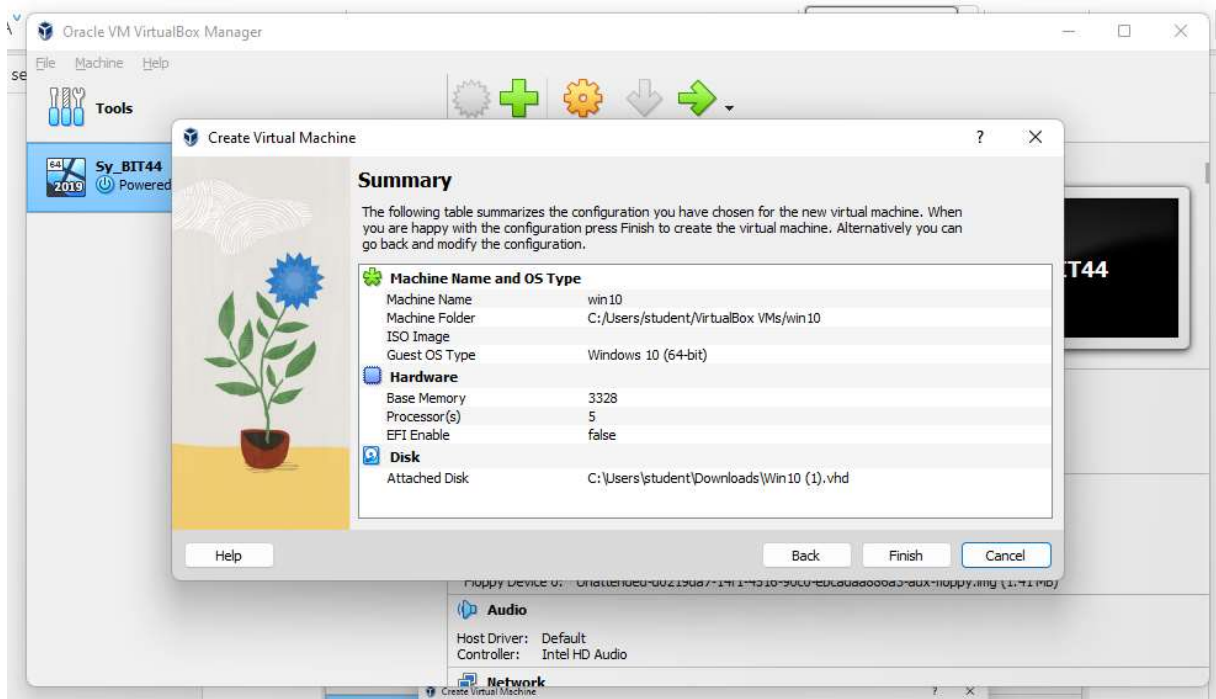 Oracle VM VirtualBox Manager
File Machine Help
se
Tools
Create Virtual Machine ?
64
2019
Sy_BIT44
Powered
Summary
The following table summarizes the configuration you have chosen for the new virtual machine. When
you are happy with the configuration press Finish to create the virtual machine. Alternatively you can
go back and modify the configuration.
IT44
Machine Name and OS Type
Machine Name win10
Machine Folder C:/Users/student/VirtualBox VMs/win10
ISO Image
Guest OS Type Windows 10 (64-bit)
Hardware
Base Memory 3328
Processor(s) 5
EFI Enable false
Disk
Attached Disk C:\Users\student\Downloads\Win10 (1).vhd
Help Back Finish Cancel
Floppy Device 0:
Audio
Host Driver: Default
Controller: Intel HD Audio
Network
Create Virtual Machine ?